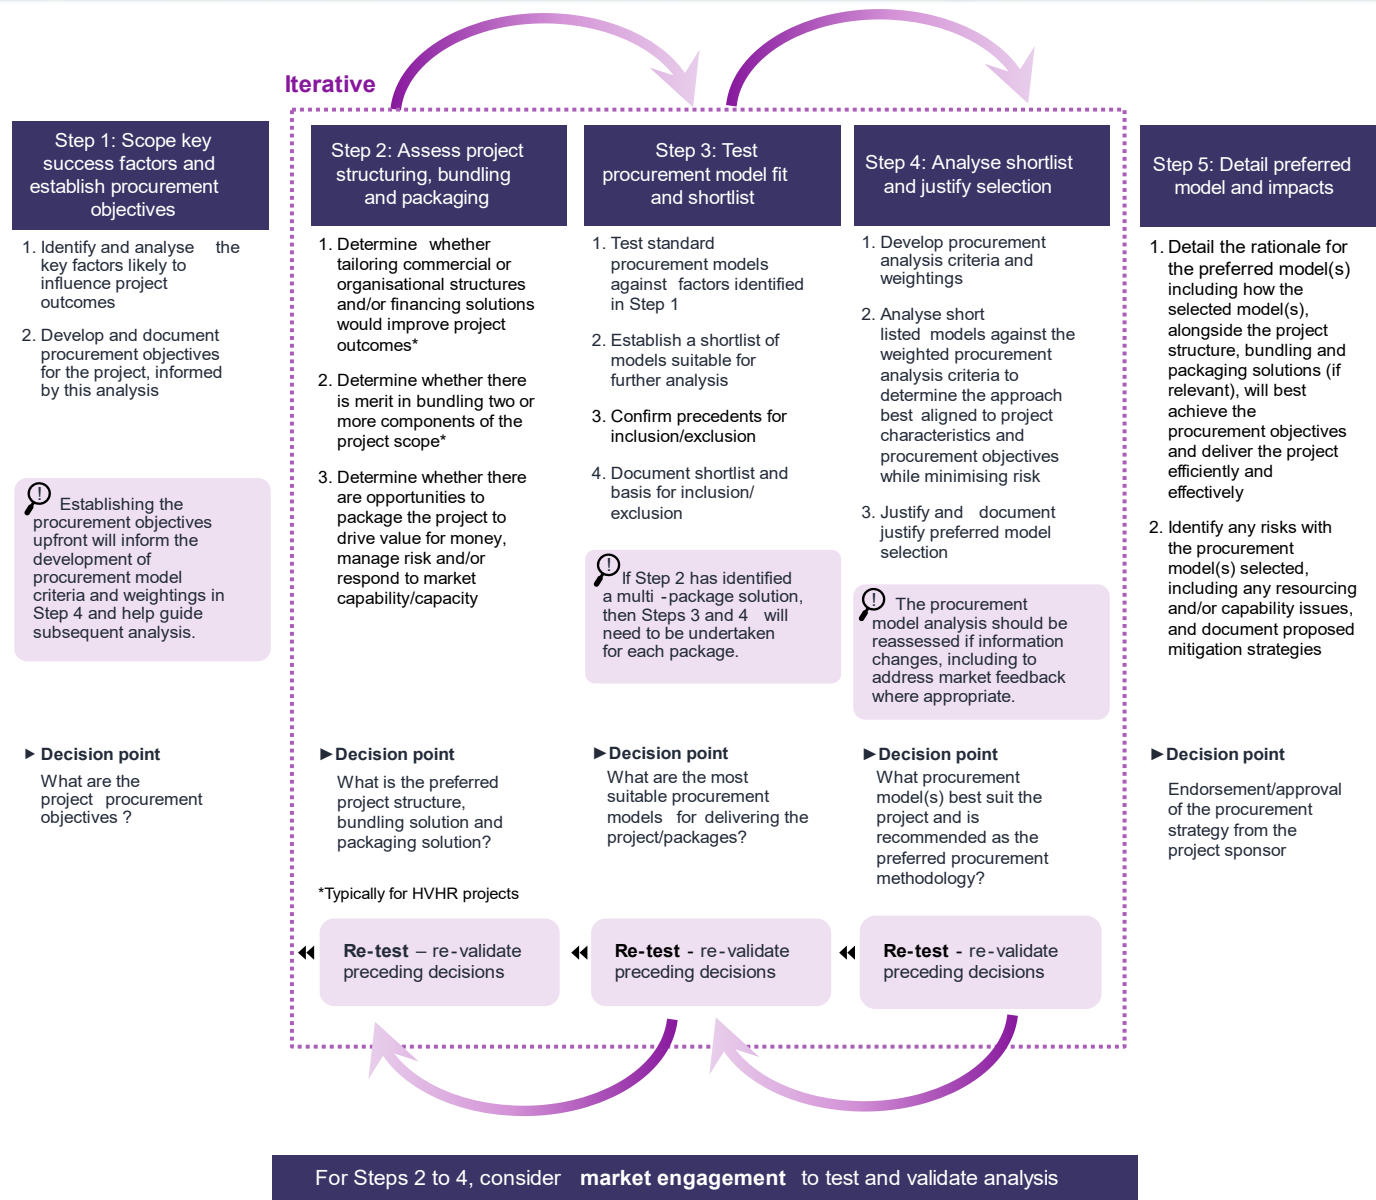 Iterative
Step 1: Scope key
success factors and
establish procurement
objectives
1. Identify and analyse the
key factors likely to
influence project
outcomes
2. Develop and document
procurement objectives
for the project, informed
by this analysis
! Establishing the
procurement objectives
upfront will inform the
development of
procurement model
criteria and weightings in
Step 4 and help guide
subsequent analysis.
► Decision point
What are the
project procurement
objectives ?
Step 2: Assess project
structuring, bundling
and packaging
1. Determine whether
tailoring commercial or
organisational structures
and/or financing solutions
would improve project
outcomes*
2. Determine whether there
is merit in bundling two or
more components of the
project scope*
3. Determine whether there
are opportunities to
package the project to
drive value for money,
manage risk and/or
respond to market
capability/capacity
►Decision point
What is the preferred
project structure,
bundling solution and
packaging solution?
*Typically for HVHR projects
Re-test – re-validate
preceding decisions
Step 3: Test
procurement model fit
and shortlist
1. Test standard
procurement models
against factors identified
in Step 1
2. Establish a shortlist of
models suitable for
further analysis
3. Confirm precedents for
inclusion/exclusion
4. Document shortlist and
basis for inclusion/
exclusion
! If Step 2 has identified
a multi -package solution,
then Steps 3 and 4 will
need to be undertaken
for each package.
►Decision point
What are the most
suitable procurement
models for delivering the
project/packages?
Re-test - re-validate
preceding decisions
Step 4: Analyse shortlist
and justify selection
1. Develop procurement
analysis criteria and
weightings
2. Analyse short
listed models against the
weighted procurement
analysis criteria to
determine the approach
best aligned to project
characteristics and
procurement objectives
while minimising risk
3. Justify and document
justify preferred model
selection
! The procurement
model analysis should be
reassessed if information
changes, including to
address market feedback
where appropriate.
►Decision point
What procurement
model(s) best suit the
project and is
recommended as the
preferred procurement
methodology?
Re-test - re-validate
preceding decisions
Step 5: Detail preferred
model and impacts
1. Detail the rationale for
the preferred model(s)
including how the
selected model(s),
alongside the project
structure, bundling and
packaging solutions (if
relevant), will best
achieve the
procurement objectives
and deliver the project
efficiently and
effectively
2. Identify any risks with
the procurement
model(s) selected,
including any resourcing
and/or capability issues,
and document proposed
mitigation strategies
►Decision point
Endorsement/approval
of the procurement
strategy from the
project sponsor
For Steps 2 to 4, consider market engagement to test and validate analysis